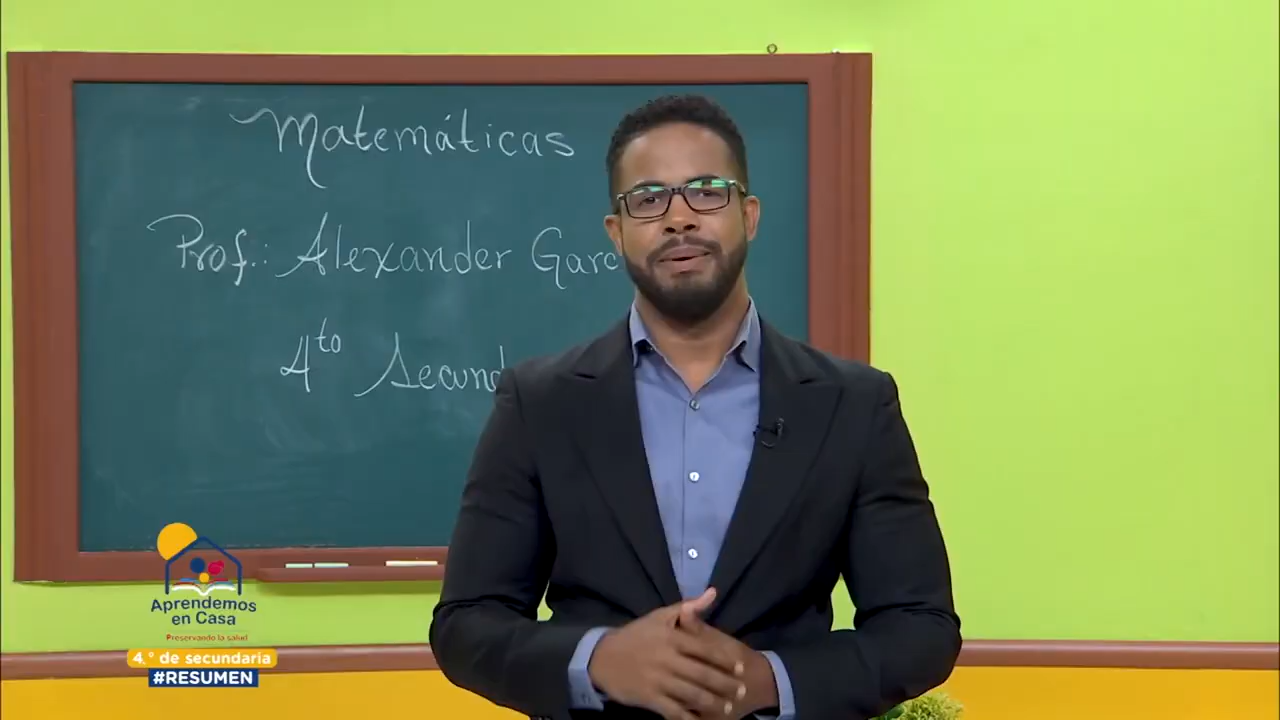 Matemáticas
Prof.: Alexander Garc
4to Secund
Aprendemos
en Casa
Preservando la salud
4.° de secundaria
#RESUMEN